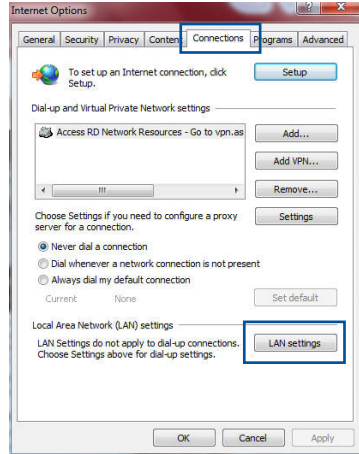 Internet Options
General Security Privacy Content Connections Programs Advanced
To set up an Internet connection, click Setup.
Setup
Dial-up and Virtual Private Network settings
Access RD Network Resources - Go to vpn.as
Add...
Add VPN...
Remove...
Choose Settings if you need to configure a proxy
server for a connection.
Settings
Never dial a connection
Dial whenever a network connection is not present
Always dial my default connection
Current None
Set default
Local Area Network (LAN) settings
LAN Settings do not apply to dial-up connections.
Choose Settings above for dial-up settings.
LAN settings
OK Cancel Apply